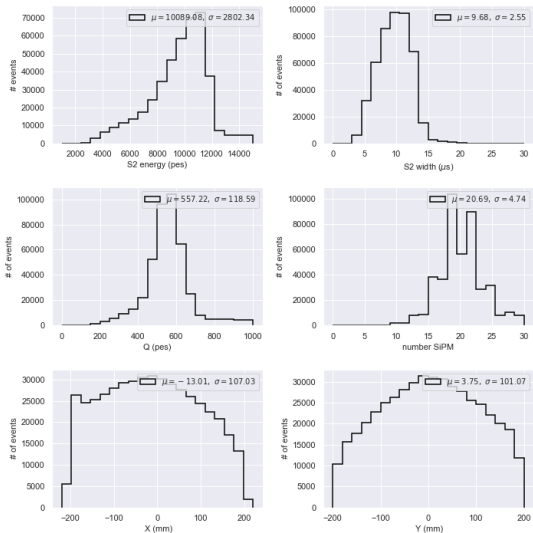 μ = 10089.08, σ = 2802.34
70000
60000
50000
40000
30000
20000
10000
0
# events
2000 4000 6000 8000 10000 12000 14000
S2 energy (pes)
μ = 9.68, σ = 2.55
100000
80000
60000
40000
20000
0
# of events
0 5 10 15 20 25 30
S2 width (μs)
μ = 557.22, σ = 118.59
100000
80000
60000
40000
20000
0
# of events
0 200 400 600 800 1000
Q (pes)
μ = 20.69, σ = 4.74
100000
80000
60000
40000
20000
0
# of events
0 5 10 15 20 25 30
number SiPM
μ = −13.01, σ = 107.03
30000
25000
20000
15000
10000
5000
0
# of events
−200 −100 0 100 200
X (mm)
μ = 3.75, σ = 101.07
30000
25000
20000
15000
10000
5000
0
# of events
−200 −100 0 100 200
Y (mm)